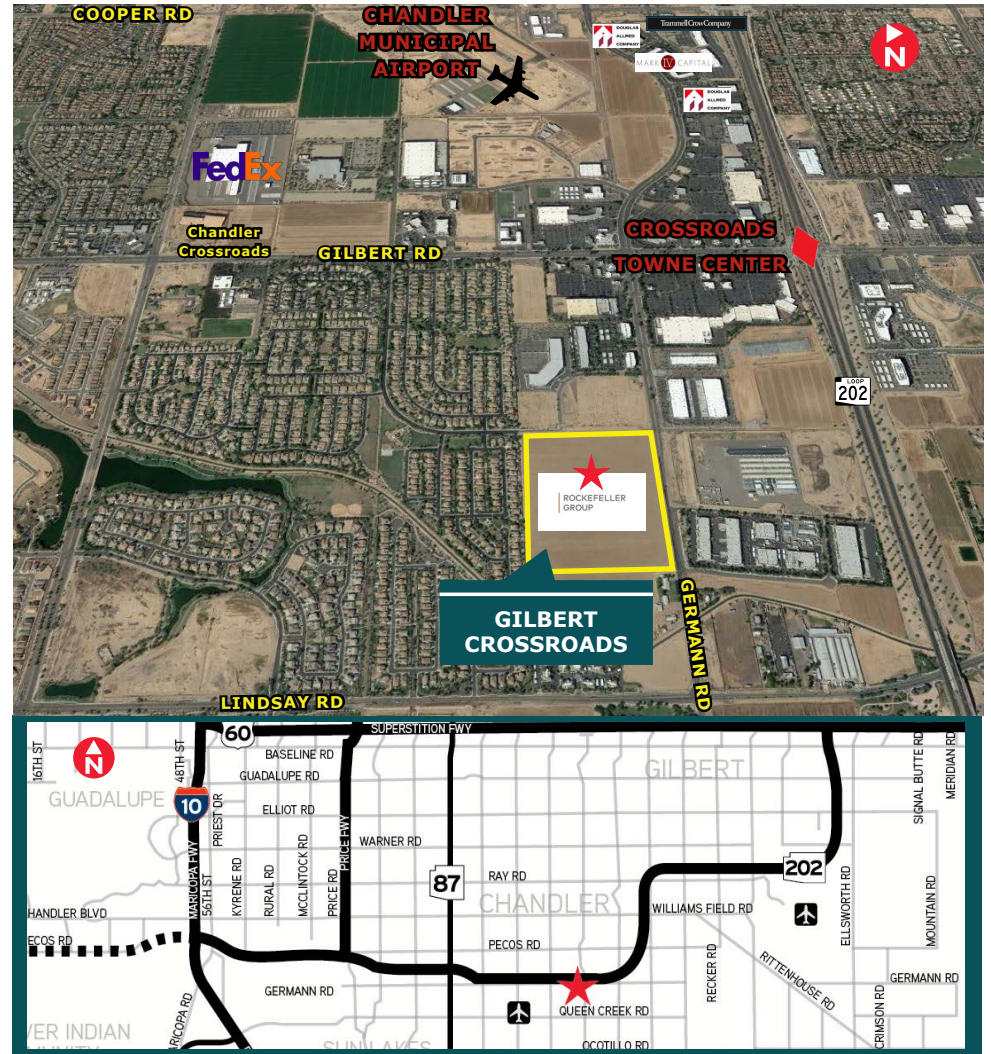 COOPER RD
CHANDLER
MUNICIPAL
AIRPORT
DOUGLAS
ALLRED
COMPANY
TrammellCrowCompany
MARK IV CAPITAL
DOUGLAS
ALLRED
COMPANY
N
FedEx
Chandler
Crossroads
GILBERT RD
CROSSROADS
TOWNE CENTER
LOOP
202
ROCKEFELLER
GROUP
GILBERT
CROSSROADS
GERMANN RD
LINDSAY RD
60
SUPERSTITION FWY
N
16TH ST
48TH ST
BASELINE RD
GUADALUPE RD
GILBERT
SIGNAL BUTTE RD
MERIDIAN RD
GUADALUPE
10
PRIEST DR
ELLIOT RD
WARNER RD
PRICE FWY
MARICOPA FWY
56TH ST
KYRENE RD
RURAL RD
MCCLINTOCK RD
PRICE RD
87
RAY RD
202
CHANDLER
WILLIAMS FIELD RD
ELLSWORTH RD
MOUNTAIN RD
HANDLER BLVD
ECOS RD
PECOS RD
RECKER RD
RITTENHOUSE RD
GERMANN RD
GERMANN RD
QUEEN CREEK RD
ARICOPA RD
CRIMSON RD
VER INDIAN
MUNITY
SUN LAKES
OCOTILLO RD